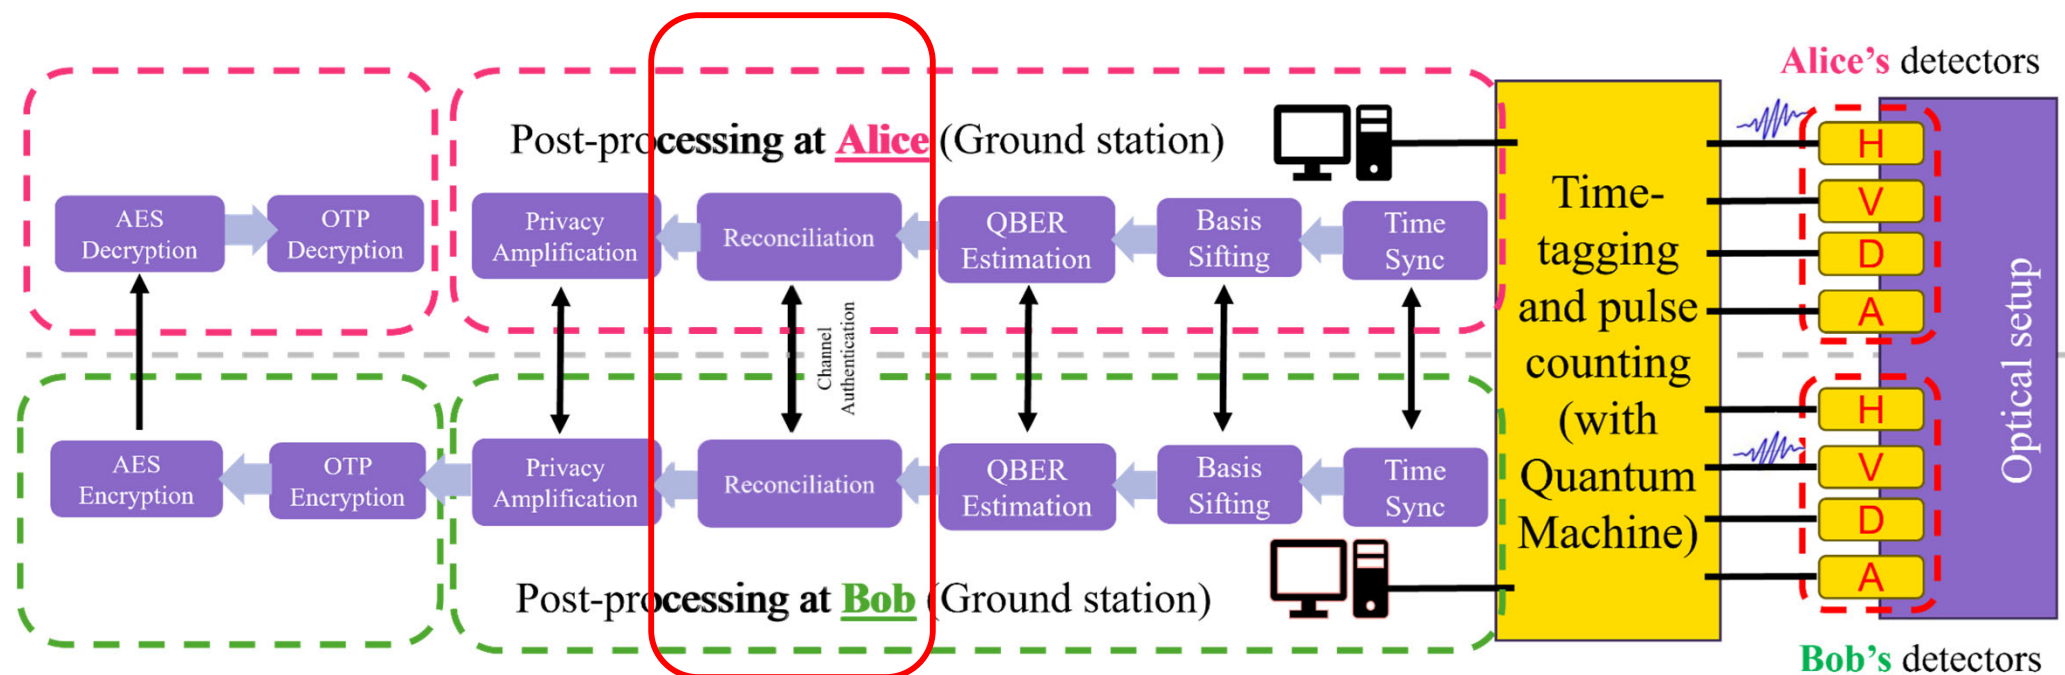 Alice's detectors
Post-processing at Alice (Ground station)
AES
Decryption
OTP
Decryption
Privacy
Amplification
Reconciliation
QBER
Estimation
Basis
Sifting
Time
Sync
Time-
tagging
and pulse
counting
(with
Quantum
Machine)
H
V
D
A
Optical setup
Channel
Authentication
AES
Encryption
OTP
Encryption
Privacy
Amplification
Reconciliation
QBER
Estimation
Basis
Sifting
Time
Sync
H
V
D
A
Post-processing at Bob (Ground station)
Bob's detectors